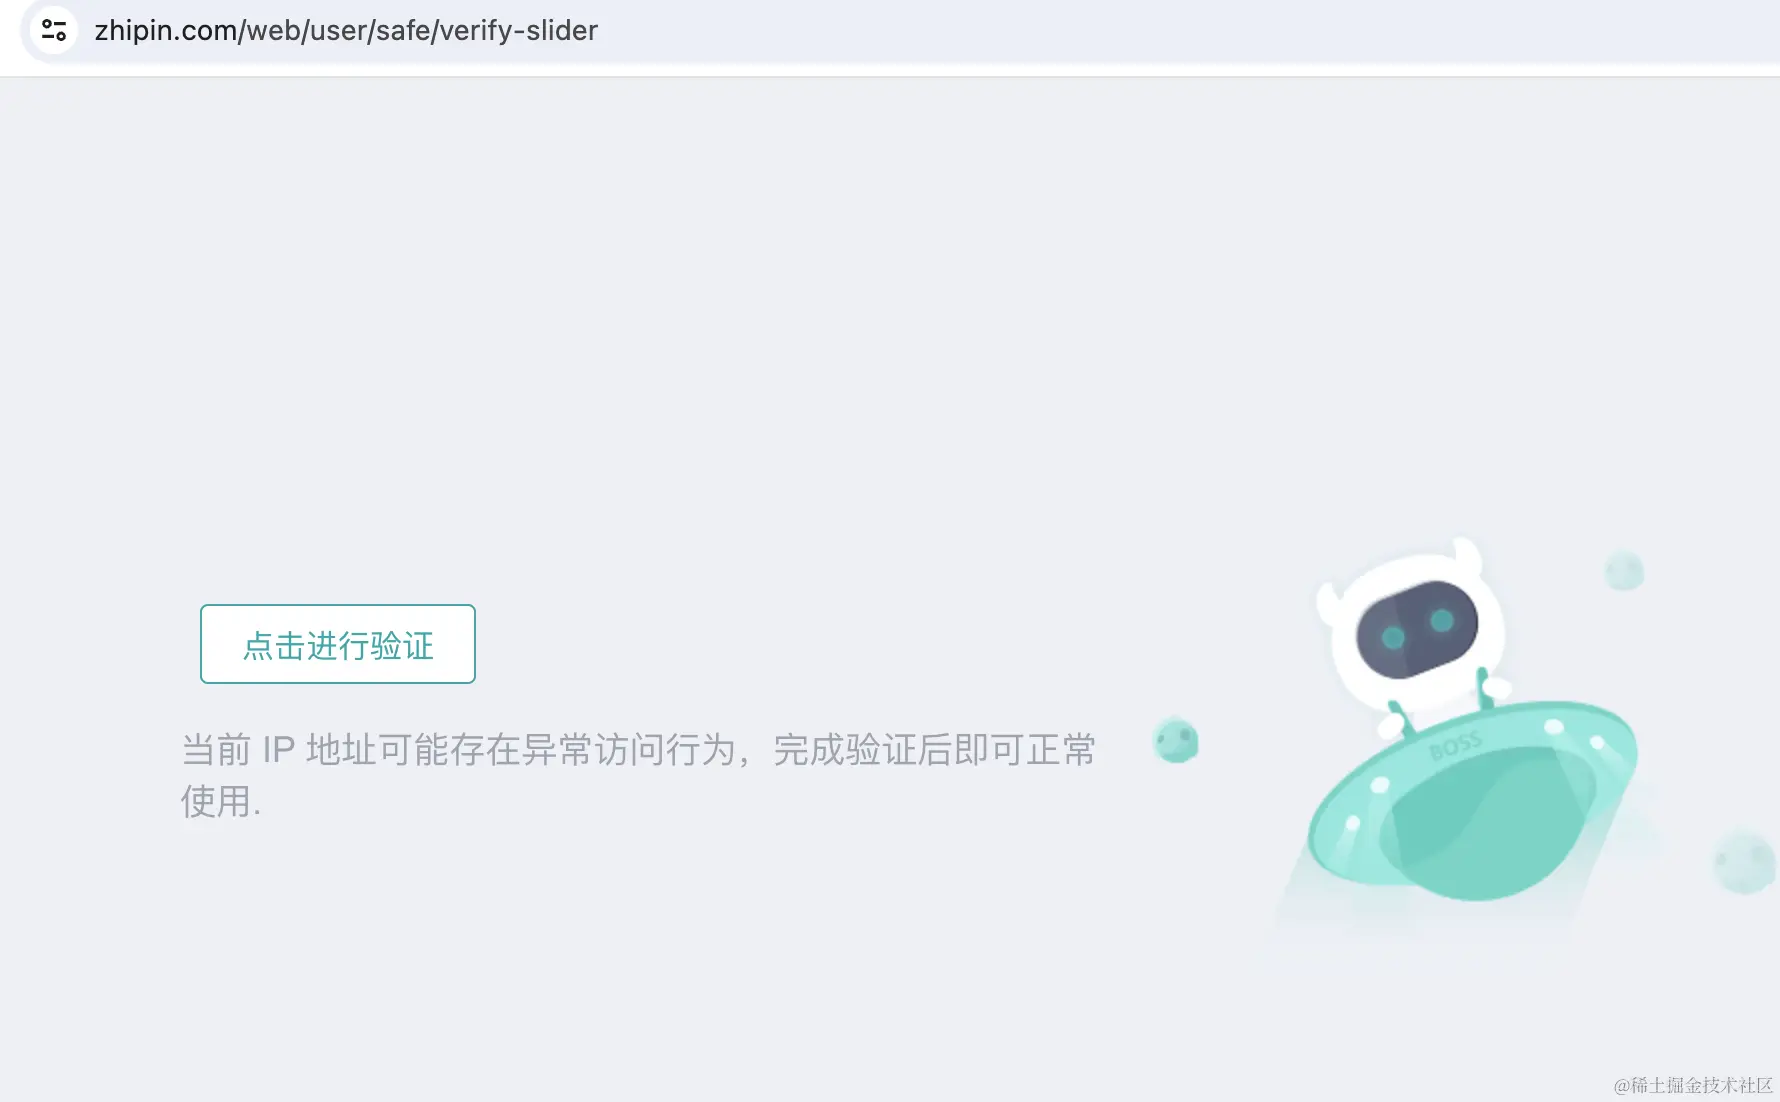 zhipin.com/web/user/safe/verify-slider
点击进行验证
当前 IP 地址可能存在异常访问行为，完成验证后即可正常
使用.
BOSS
@稀土掘金技术社区